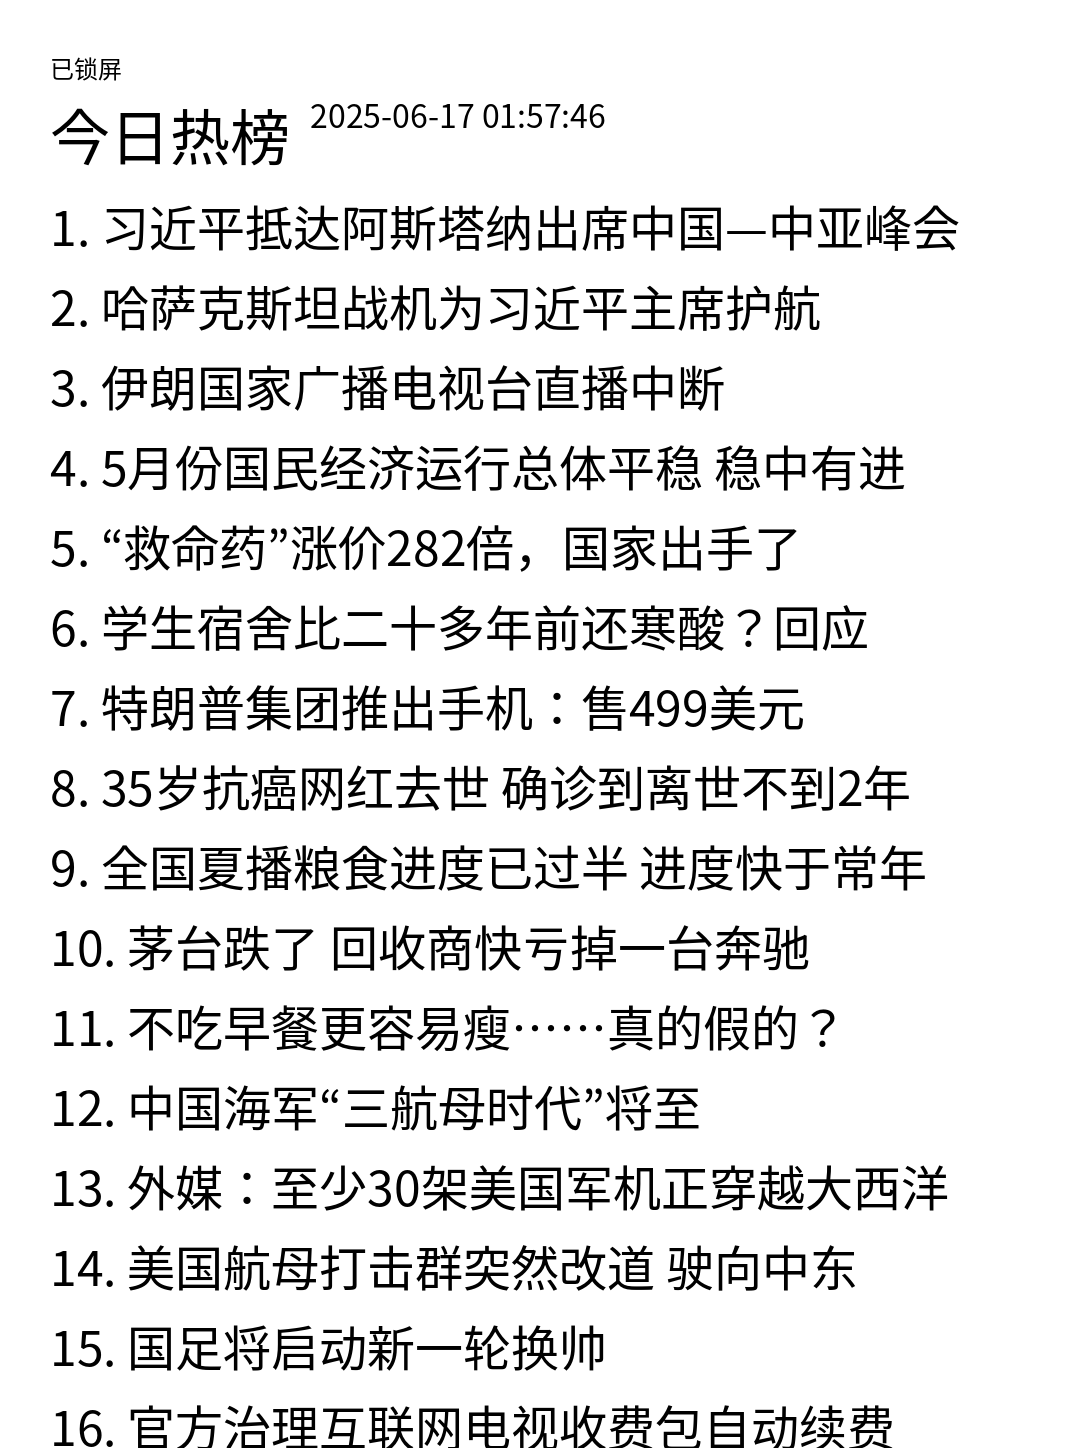 已锁屏
今日热榜 2025-06-17 01:57:46
1. 习近平抵达阿斯塔纳出席中国—中亚峰会
2. 哈萨克斯坦战机为习近平主席护航
3. 伊朗国家广播电视台直播中断
4. 5月份国民经济运行总体平稳 稳中有进
5. “救命药”涨价282倍，国家出手了
6. 学生宿舍比二十多年前还寒酸？回应
7. 特朗普集团推出手机：售499美元
8. 35岁抗癌网红去世 确诊到离世不到2年
9. 全国夏播粮食进度已过半 进度快于常年
10. 茅台跌了 回收商快亏掉一台奔驰
11. 不吃早餐更容易瘦……真的假的？
12. 中国海军“三航母时代”将至
13. 外媒：至少30架美国军机正穿越大西洋
14. 美国航母打击群突然改道 驶向中东
15. 国足将启动新一轮换帅
16. 官方治理互联网电视收费包自动续费